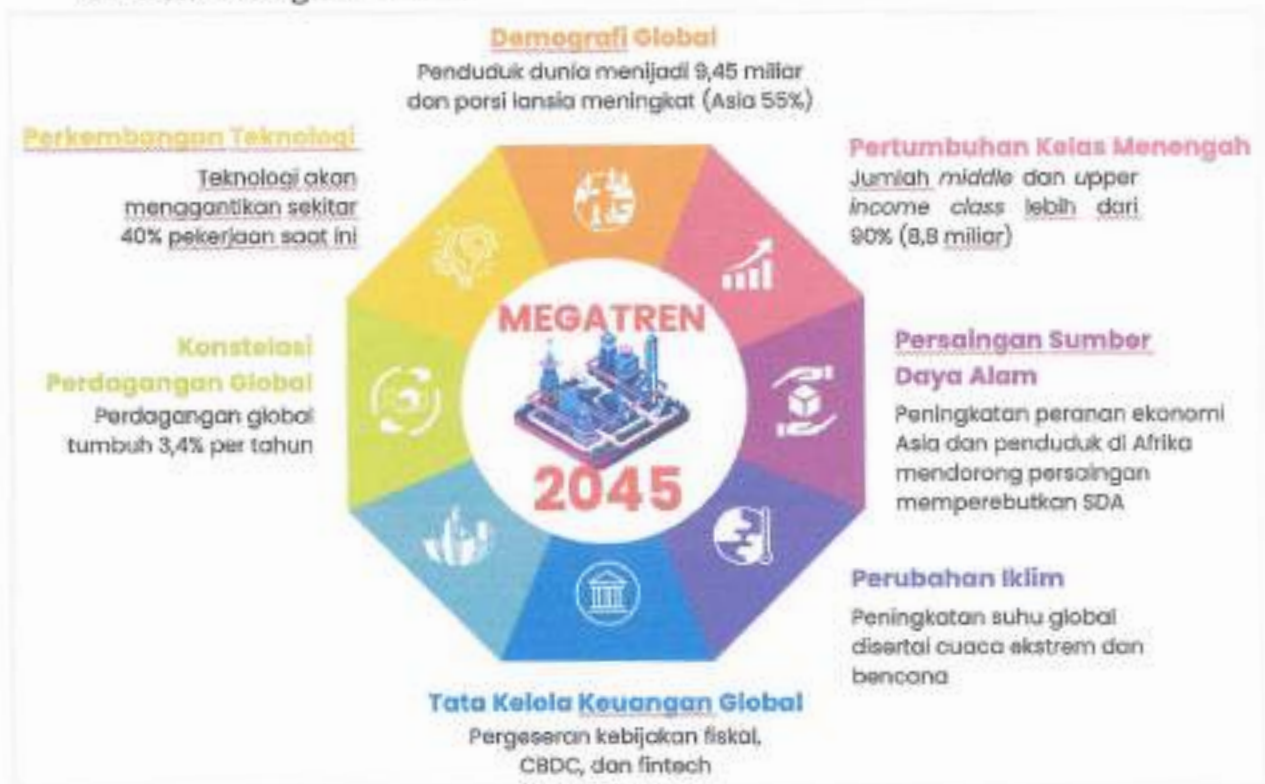 Demografi Global
Penduduk dunia menjadi 9,45 miliar
dan porsi lansia meningkat (Asia 55%)
Perkembangan Teknologi
Teknologi akan
menggantikan sekitar
40% pekerjaan saat ini
Pertumbuhan Kelas Menengah
Jumlah middle dan upper
income class lebih dari
90% (8,8 miliar)
Konstelasi
Perdagangan Global
Perdagangan global
tumbuh 3,4% per tahun
MEGATREN
2045
Persaingan Sumber
Daya Alam
Peningkatan peranan ekonomi
Asia dan penduduk di Afrika
mendorong persaingan
memperebutkan SDA
Perubahan Iklim
Peningkatan suhu global
disertai cuaca ekstrem dan
bencana
Tata Kelola Keuangan Global
Pergeseran kebijakan fiskal,
CBDC, dan fintech